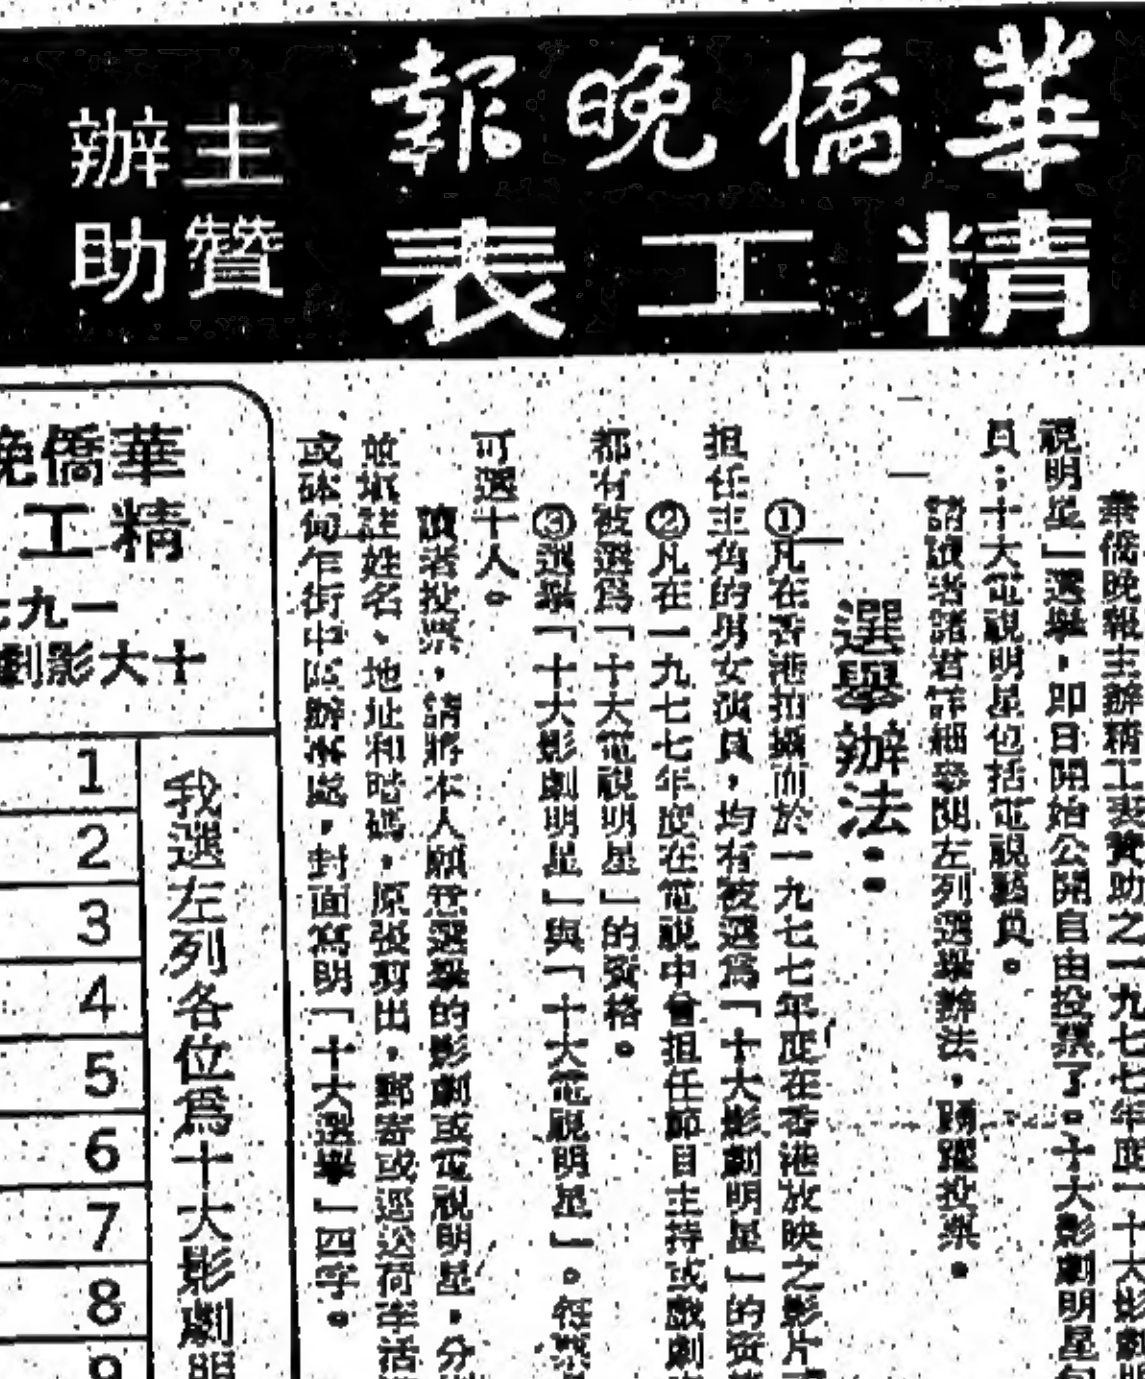 華僑晚報
精工表
主辦
贊助
華僑晚報主辦精工表贊助之一九七七年度「十大影劇明
視明星」選舉，即日開始公開自由投票了。十大影劇明星包
員；十大電視明星也括電視藝員。
請讀者諸君詳細參閱左列選舉辦法，踴躍投票。
選舉辦法：
①凡在香港拍攝而於一九七七年度在香港放映之影片
担任主角的男女演員，均有被選爲「十大影劇明星」的資
②凡在一九七七年度在電視中曾担任節目主持或戲劇
都有被選爲「十大電視明星」的資格。
③選舉「十大影劇明星」與「十大電視明星」。每票
可選十人。
讀者投票，請將本人願意選舉的影劇或電視明星，分
並填註姓名、地址和電話，原張剪出，郵寄或逕送荷李活
或砵甸乍街中區辦事處，封面寫明「十大選舉」四字。
華僑晚
精工
一九七
十大影劇
我選左列各位爲十大影劇明
1
2
3
4
5
6
7
8
9